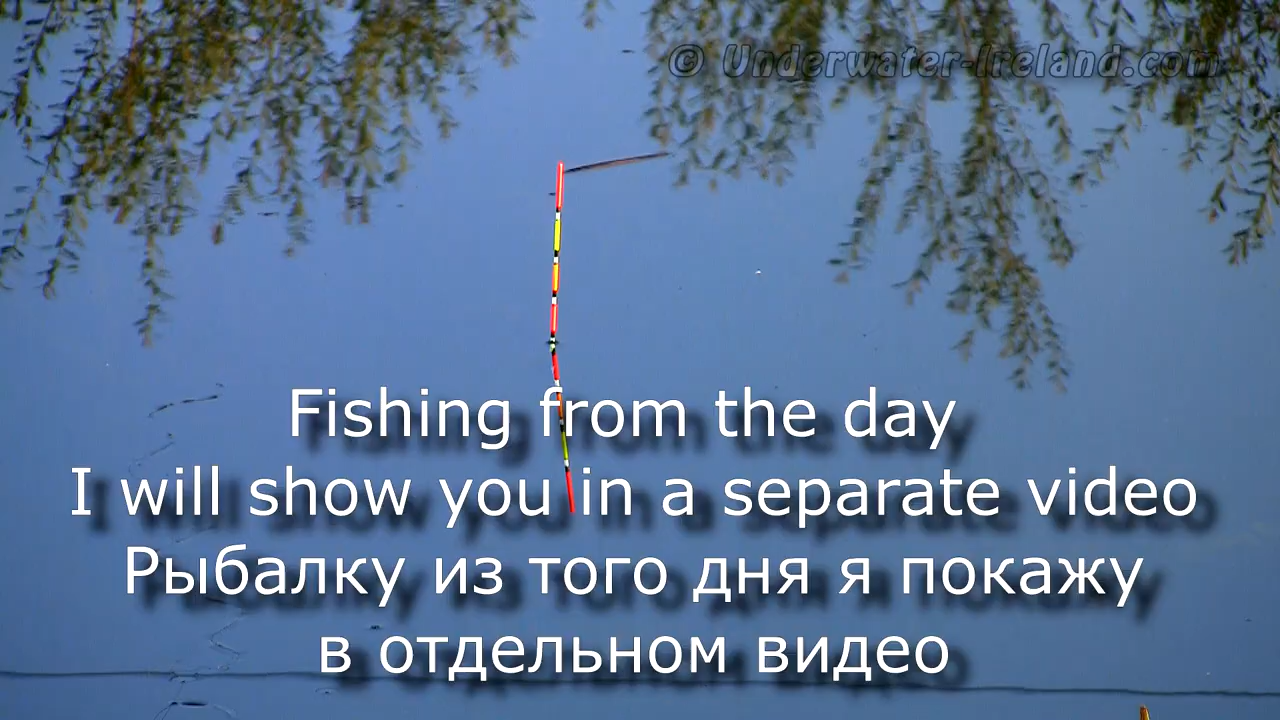 © Underwater-Ireland.com
Fishing from the day
I will show you in a separate video
Рыбалку из того дня я покажу
в отдельном видео